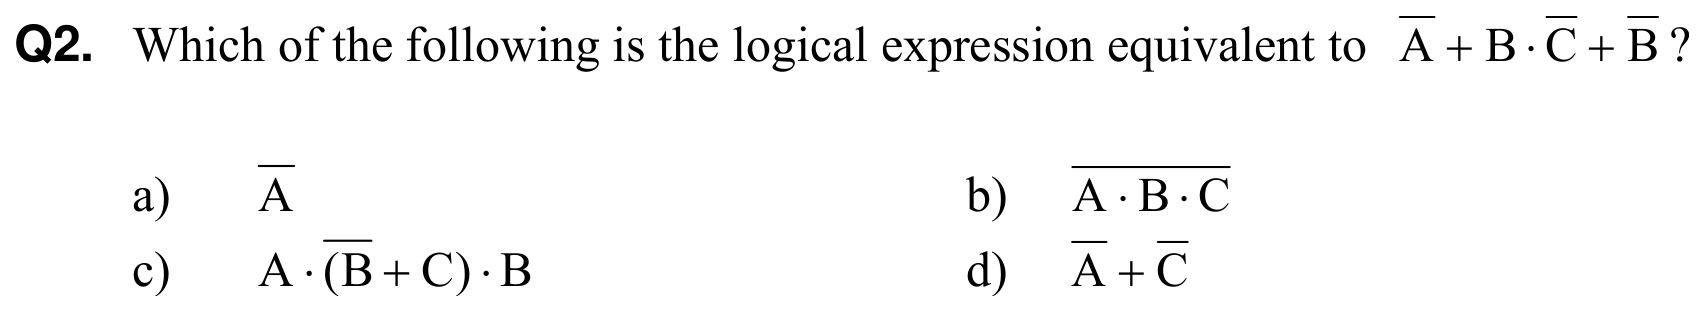 Q2. Which of the following is the logical expression equivalent to A̅ + B · C̅ + B̅ ?
a) A̅ b) A̅ ̅·̅ ̅B̅ ̅·̅ ̅C̅
c) A · (̅B̅ + C) · B d) A̅ + C̅